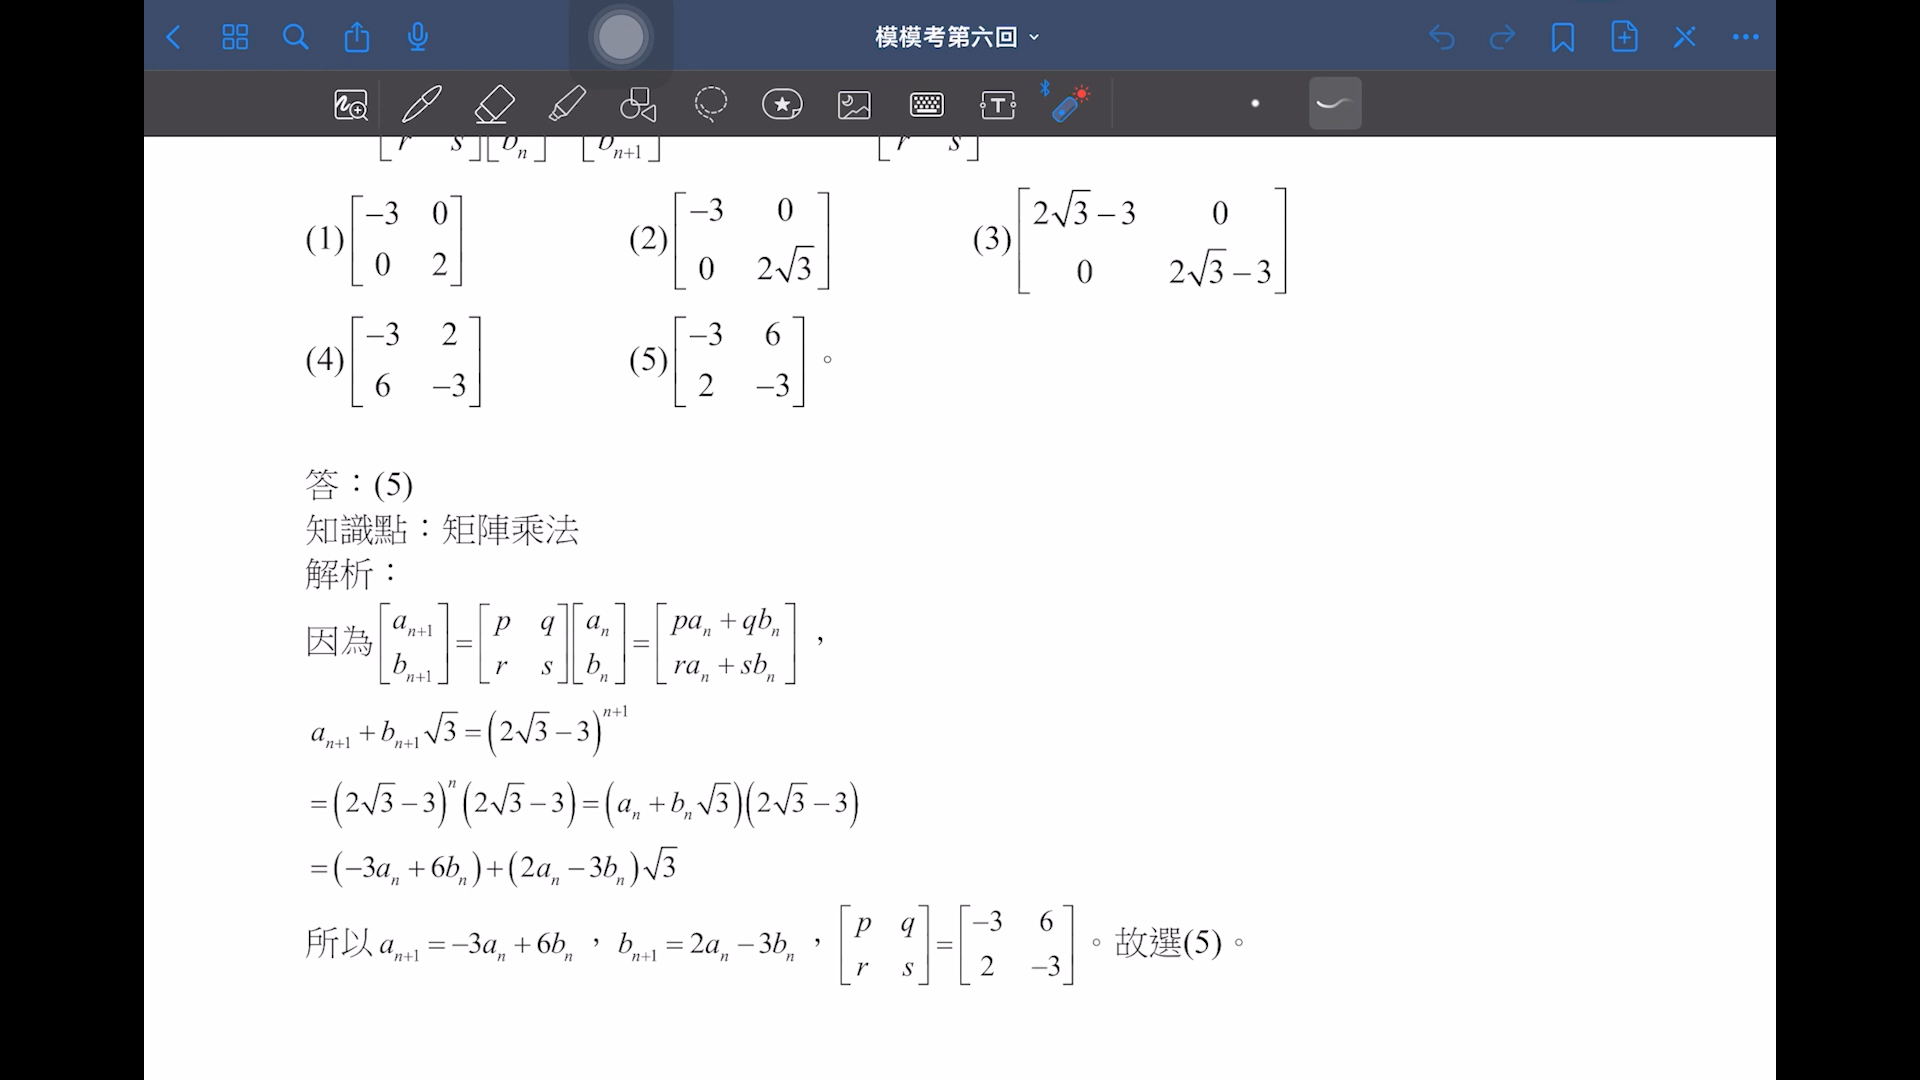 模模考第六回
[r s][b_n] [b_{n+1}] [r s]
(1) [-3 0; 0 2] (2) [-3 0; 0 2√3] (3) [2√3-3 0; 0 2√3-3]
(4) [-3 2; 6 -3] (5) [-3 6; 2 -3]。
答：(5)
知識點：矩陣乘法
解析：
因為 [a_{n+1}; b_{n+1}] = [p q; r s][a_n; b_n] = [pa_n + qb_n; ra_n + sb_n]，
a_{n+1} + b_{n+1}√3 = (2√3-3)^{n+1}
= (2√3-3)^n (2√3-3) = (a_n + b_n√3)(2√3-3)
= (-3a_n + 6b_n) + (2a_n - 3b_n)√3
所以 a_{n+1} = -3a_n + 6b_n，b_{n+1} = 2a_n - 3b_n，[p q; r s] = [-3 6; 2 -3]。故選(5)。